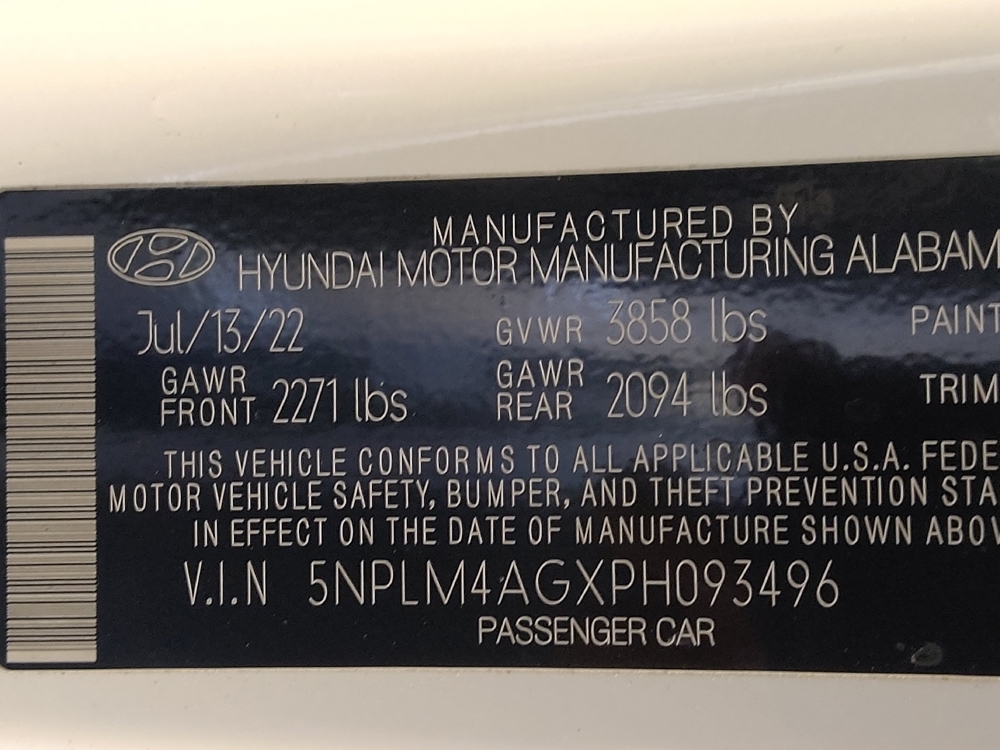 MANUFACTURED BY
HYUNDAI MOTOR MANUFACTURING ALABAM
Jul/13/22 GVWR 3858 lbs PAINT
GAWR FRONT 2271 lbs GAWR REAR 2094 lbs TRIM
THIS VEHICLE CONFORMS TO ALL APPLICABLE U.S.A. FEDE
MOTOR VEHICLE SAFETY, BUMPER, AND THEFT PREVENTION STA
IN EFFECT ON THE DATE OF MANUFACTURE SHOWN ABOV
V.I.N 5NPLM4AGXPH093496
PASSENGER CAR